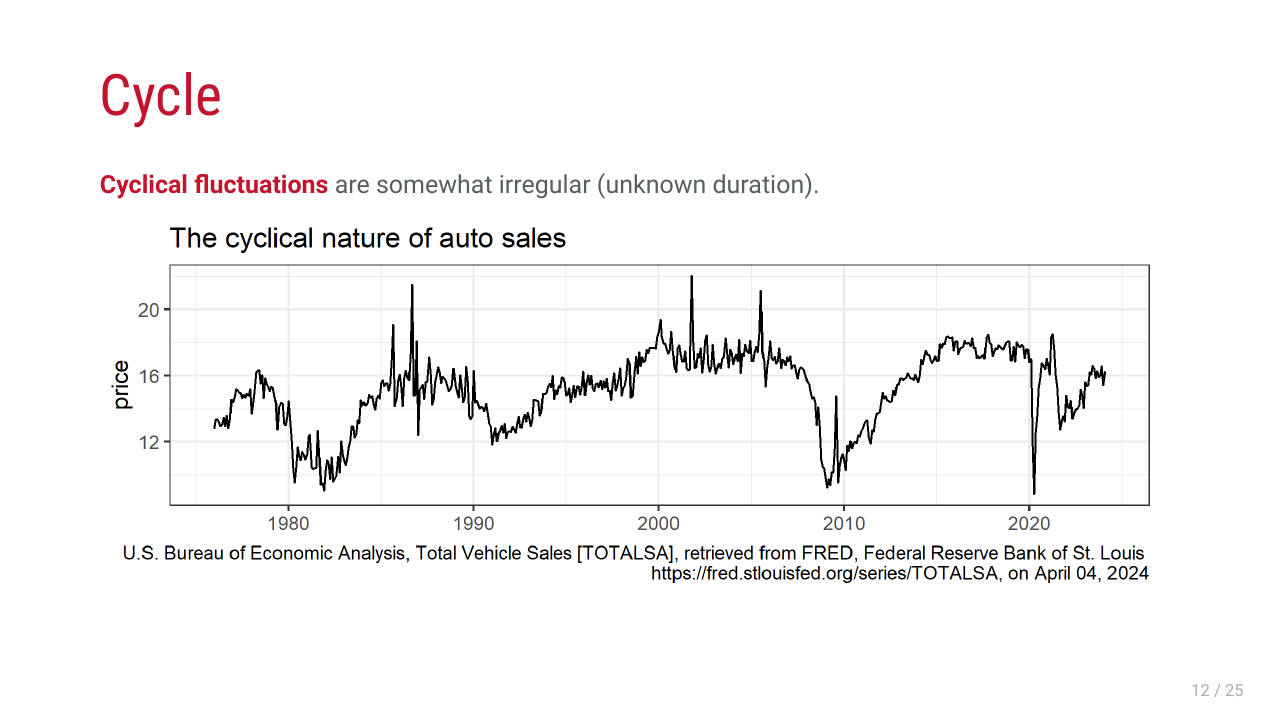 Cycle
Cyclical fluctuations are somewhat irregular (unknown duration).
The cyclical nature of auto sales
price
20
16
12
1980 1990 2000 2010 2020
U.S. Bureau of Economic Analysis, Total Vehicle Sales [TOTALSA], retrieved from FRED, Federal Reserve Bank of St. Louis
https://fred.stlouisfed.org/series/TOTALSA, on April 04, 2024
12 / 25